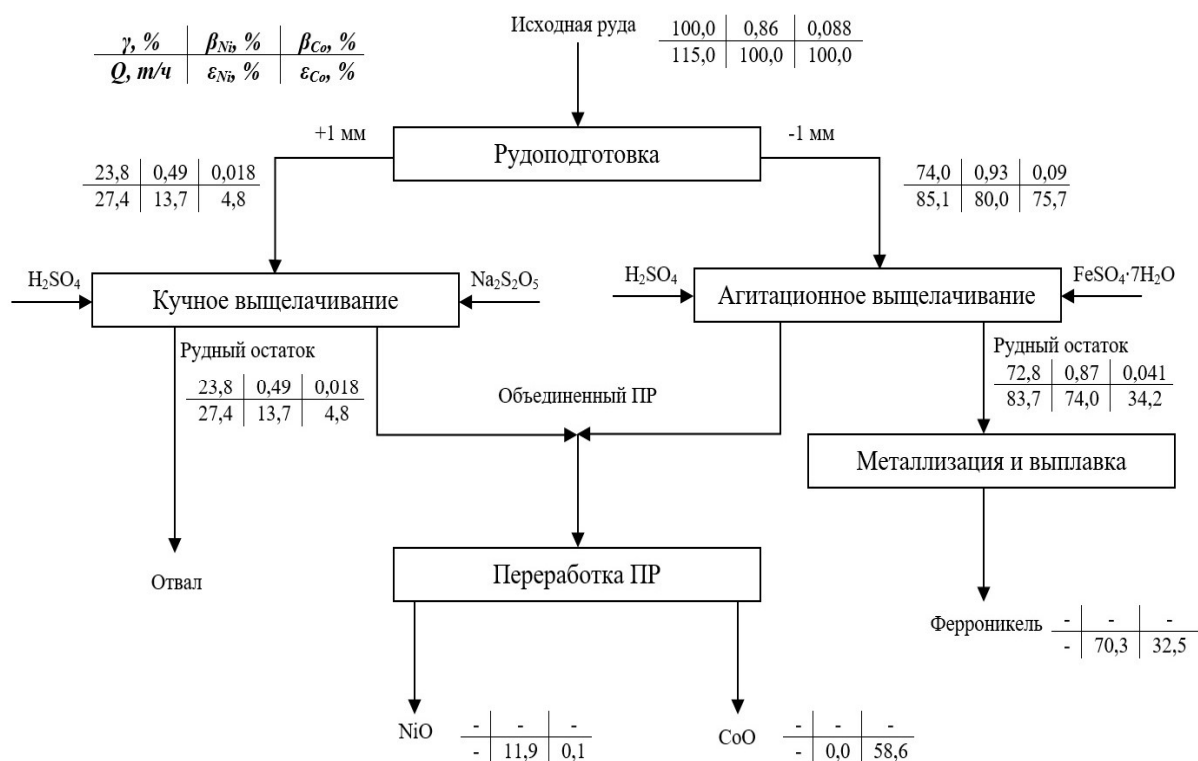 Исходная руда
100,0 0,86 0,088
115,0 100,0 100,0
γ, % βNi, % βCo, %
Q, т/ч εNi, % εCo, %
+1 мм
-1 мм
Рудоподготовка
23,8 0,49 0,018
27,4 13,7 4,8
74,0 0,93 0,09
85,1 80,0 75,7
H₂SO₄
Кучное выщелачивание
Na₂S₂O₅
H₂SO₄
Агитационное выщелачивание
FeSO₄·7H₂O
Рудный остаток
23,8 0,49 0,018
27,4 13,7 4,8
Объединенный ПР
Рудный остаток
72,8 0,87 0,041
83,7 74,0 34,2
Металлизация и выплавка
Переработка ПР
Отвал
Ферроникель
- - -
- 70,3 32,5
NiO
- - -
- 11,9 0,1
CoO
- - -
- 0,0 58,6